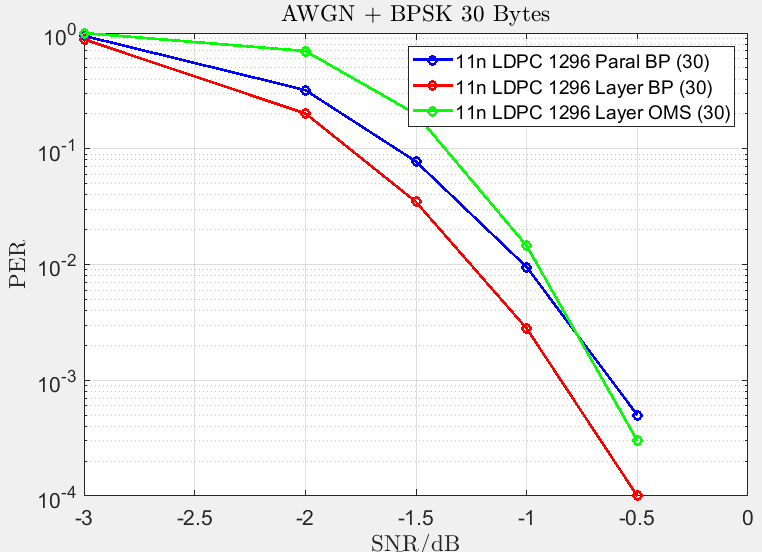 AWGN + BPSK 30 Bytes
11n LDPC 1296 Paral BP (30)
11n LDPC 1296 Layer BP (30)
11n LDPC 1296 Layer OMS (30)
PER
10^0
10^-1
10^-2
10^-3
10^-4
-3 -2.5 -2 -1.5 -1 -0.5 0
SNR/dB